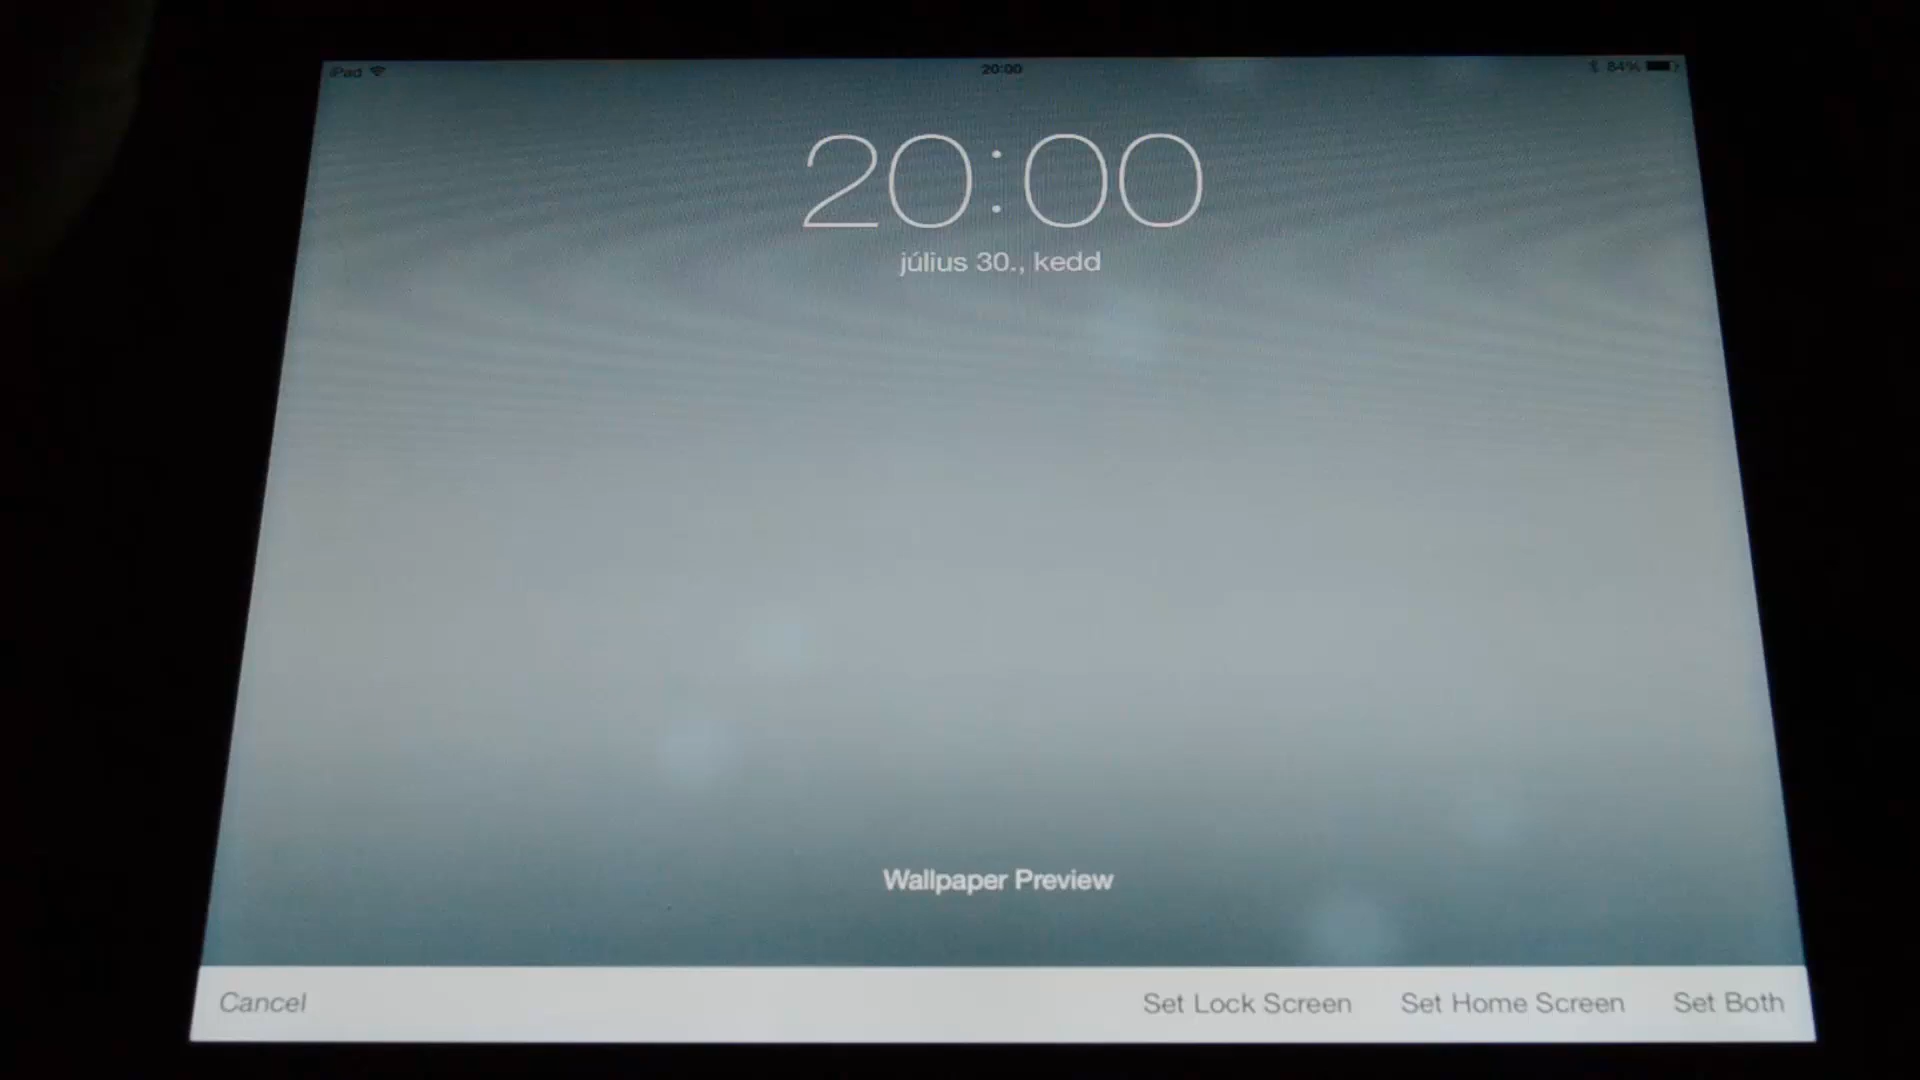 iPad 20:00 84%
20:00
július 30., kedd
Wallpaper Preview
Cancel Set Lock Screen Set Home Screen Set Both